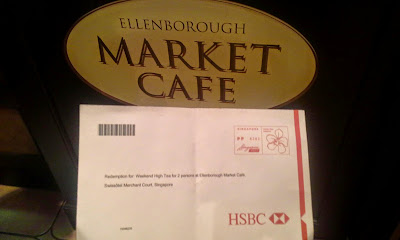 ELLENBOROUGH
MARKET
CAFE
SINGAPORE
Redemption for: Weekend High Tea for 2 persons at Ellenborough Market Cafe
Swissôtel Merchant Court, Singapore
HSBC